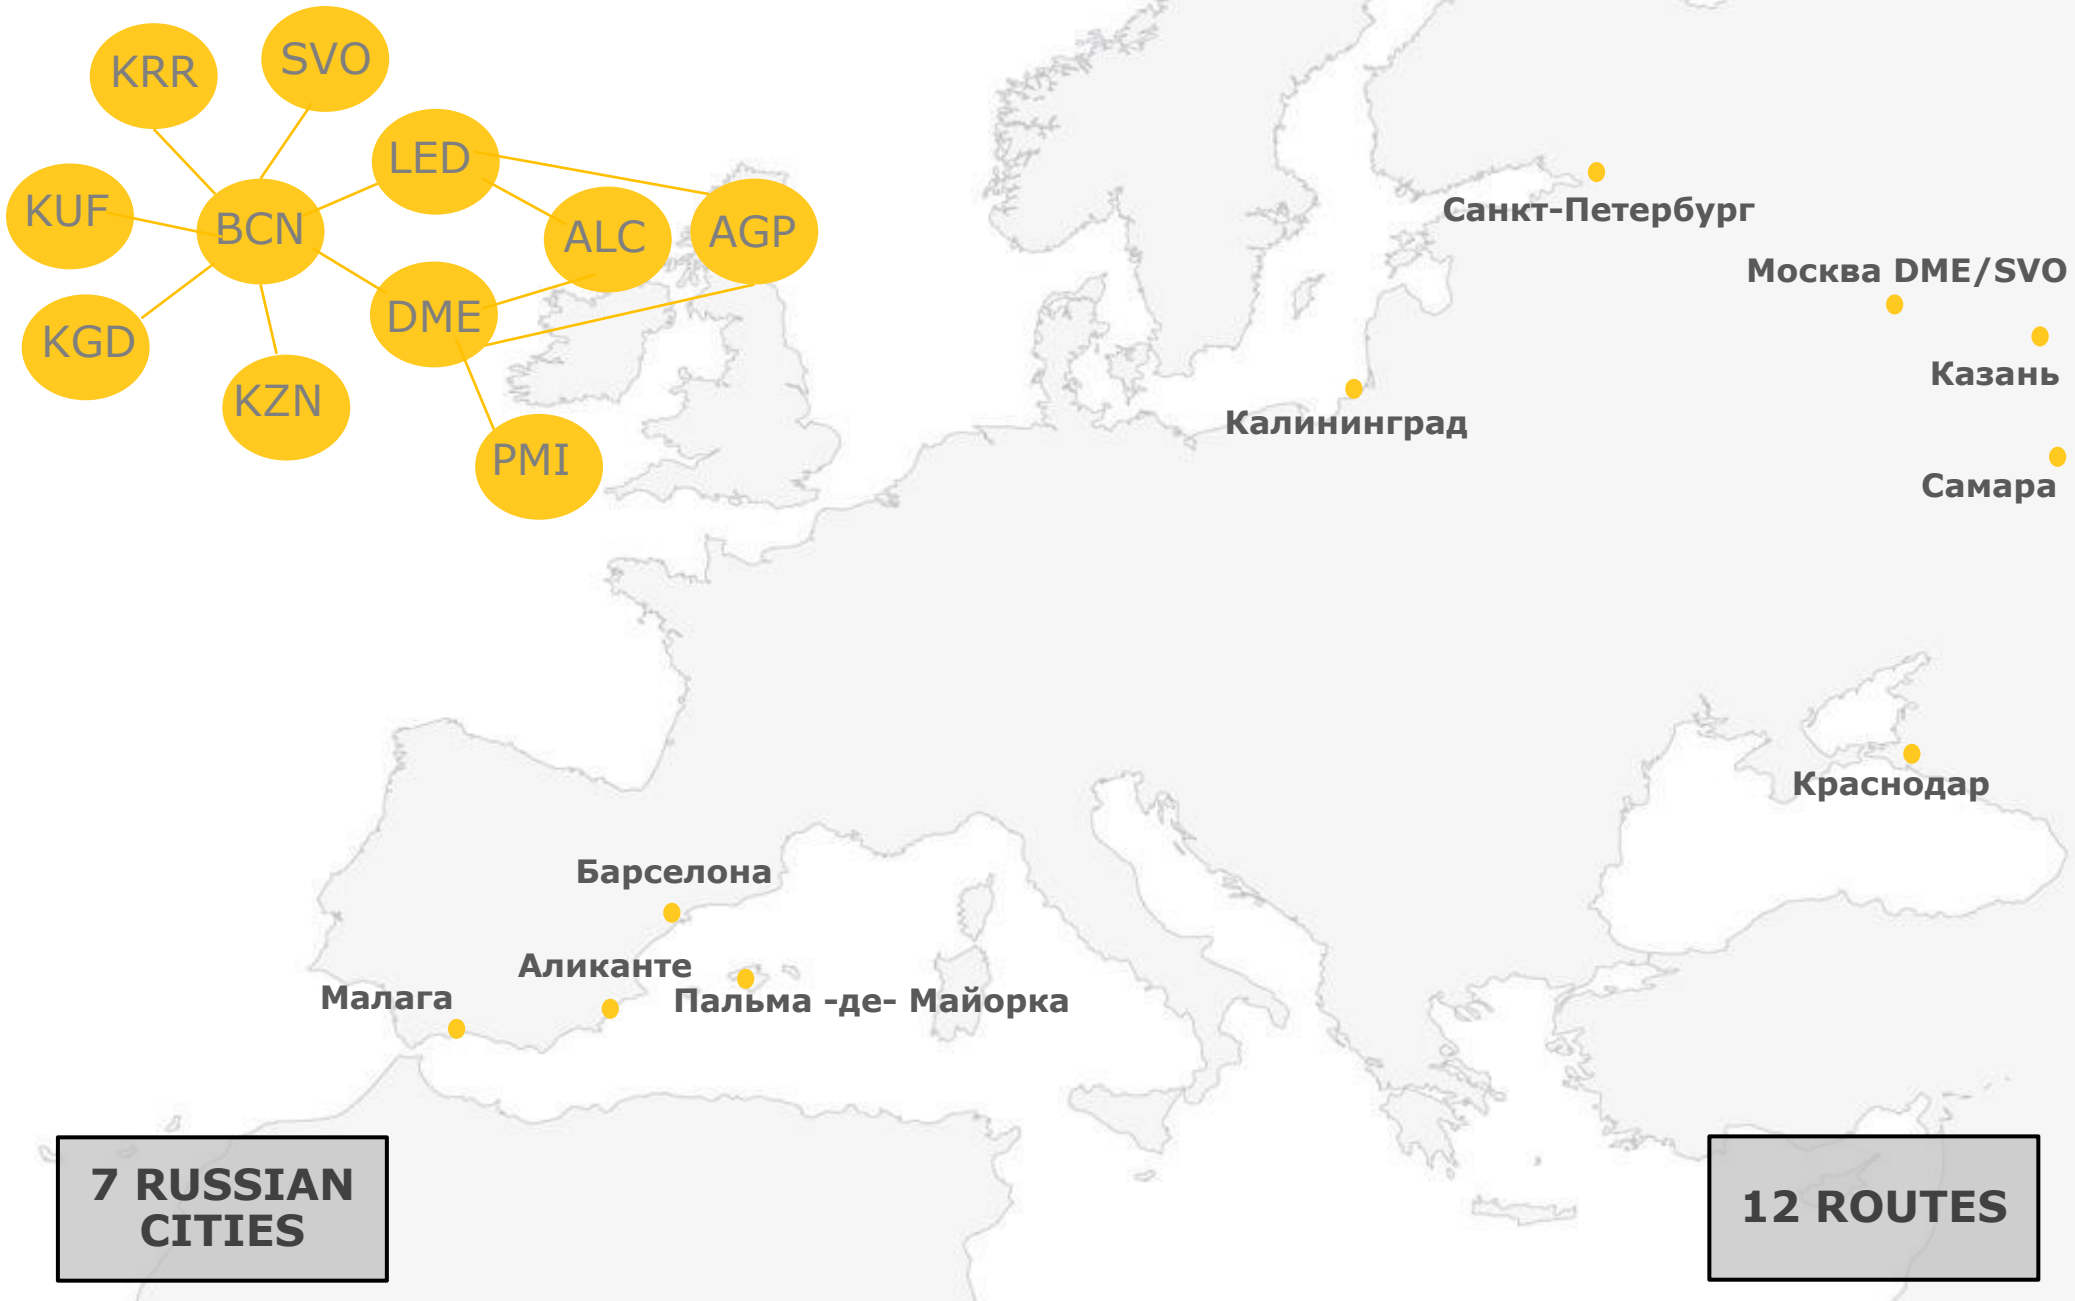 KRR
SVO
LED
KUF
BCN
ALC
AGP
DME
KGD
KZN
PMI
Санкт-Петербург
Москва DME/SVO
Казань
Калининград
Самара
Краснодар
Барселона
Аликанте
Малага
Пальма -де- Майорка
7 RUSSIAN
CITIES
12 ROUTES